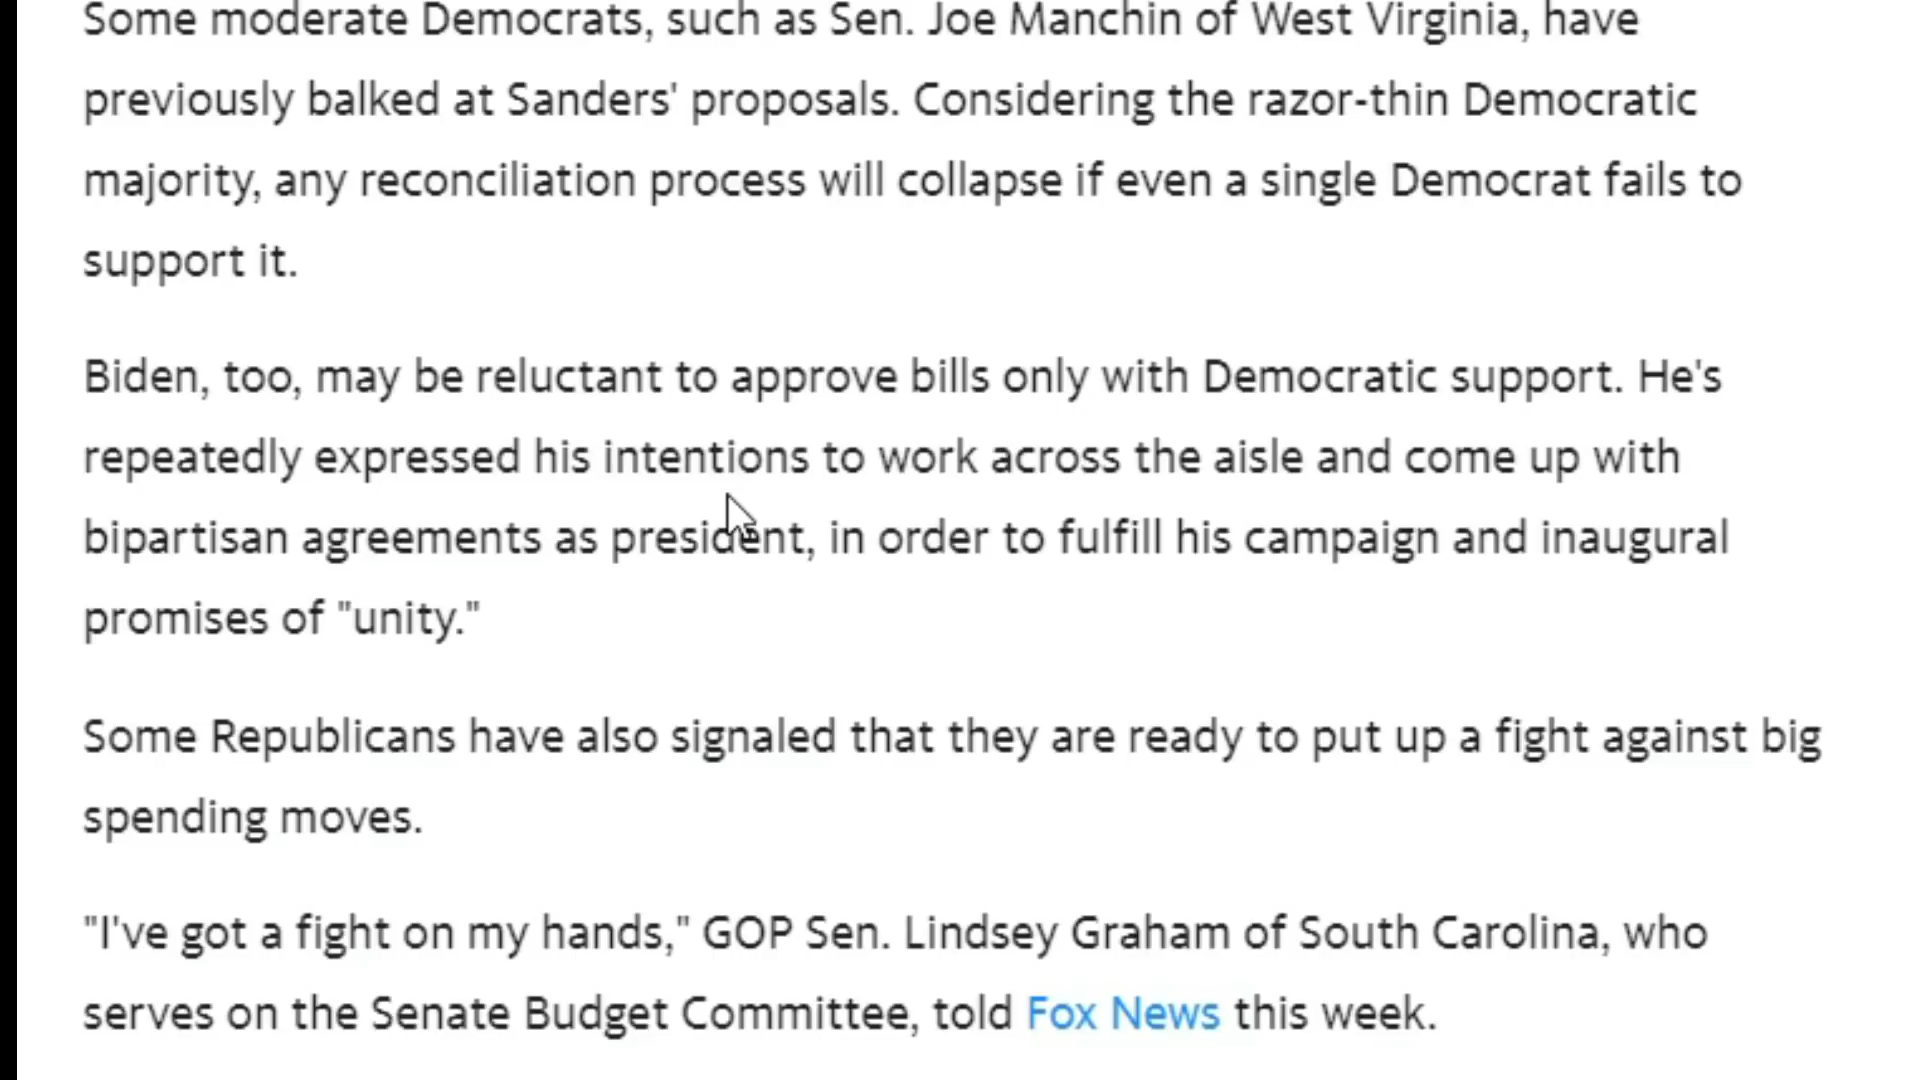 Some moderate Democrats, such as Sen. Joe Manchin of West Virginia, have
previously balked at Sanders' proposals. Considering the razor-thin Democratic
majority, any reconciliation process will collapse if even a single Democrat fails to
support it.
Biden, too, may be reluctant to approve bills only with Democratic support. He's
repeatedly expressed his intentions to work across the aisle and come up with
bipartisan agreements as president, in order to fulfill his campaign and inaugural
promises of "unity."
Some Republicans have also signaled that they are ready to put up a fight against big
spending moves.
"I've got a fight on my hands," GOP Sen. Lindsey Graham of South Carolina, who
serves on the Senate Budget Committee, told Fox News this week.